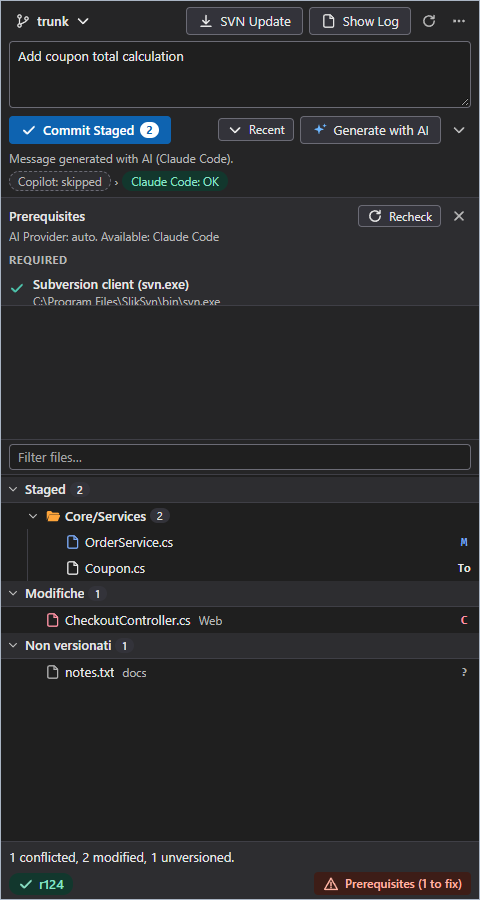 trunk SVN Update Show Log
Add coupon total calculation
Commit Staged 2 Recent Generate with AI
Message generated with AI (Claude Code).
Copilot: skipped › Claude Code: OK
Prerequisites Recheck
AI Provider: auto. Available: Claude Code
REQUIRED
Subversion client (svn.exe)
C:\Program Files\SlikSvn\bin\svn.exe
Filter files...
Staged 2
Core/Services 2
OrderService.cs M
Coupon.cs To
Modifiche 1
CheckoutController.cs Web C
Non versionati 1
notes.txt docs ?
1 conflicted, 2 modified, 1 unversioned.
r124 Prerequisites (1 to fix)